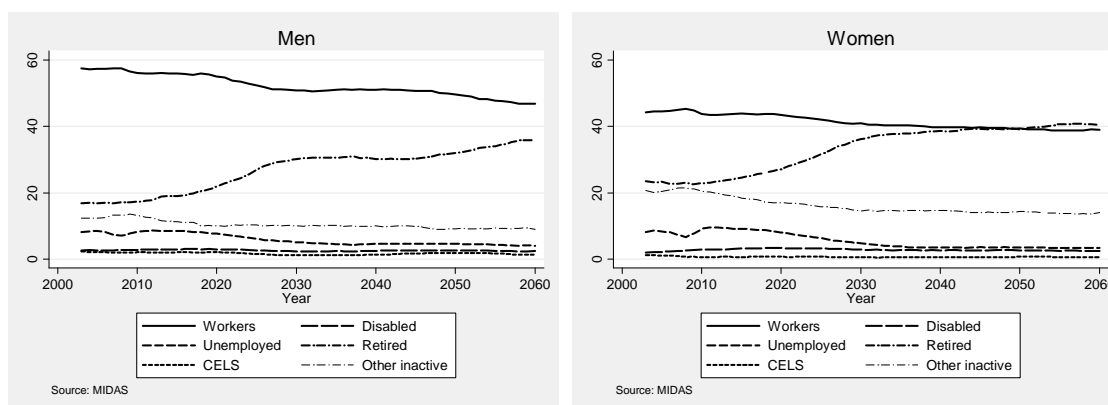 Men
60
40
20
0
2000 2010 2020 2030 2040 2050 2060
Year
Workers Disabled
Unemployed Retired
CELS Other inactive
Source: MIDAS
Women
60
40
20
0
2000 2010 2020 2030 2040 2050 2060
Year
Workers Disabled
Unemployed Retired
CELS Other inactive
Source: MIDAS